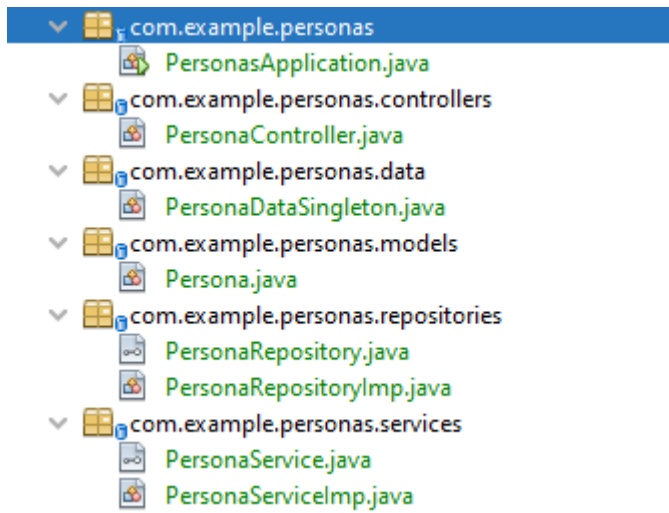 com.example.personas
PersonasApplication.java
com.example.personas.controllers
PersonaController.java
com.example.personas.data
PersonaDataSingleton.java
com.example.personas.models
Persona.java
com.example.personas.repositories
PersonaRepository.java
PersonaRepositoryImp.java
com.example.personas.services
PersonaService.java
PersonaServiceImp.java